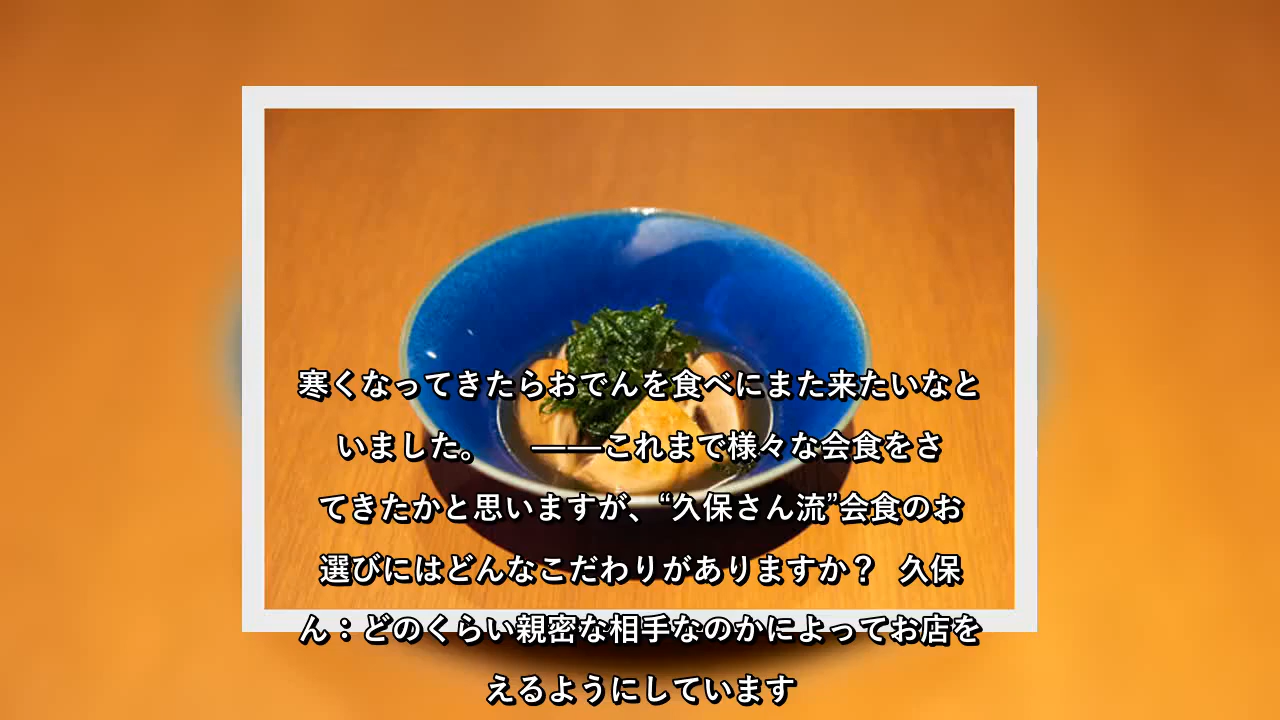 寒くなってきたらおでんを食べにまた来たいなと
いました。　――これまで様々な会食をさ
てきたかと思いますが、“久保さん流”会食のお
選びにはどんなこだわりがありますか？ 久保
ん：どのくらい親密な相手なのかによってお店を
えるようにしています